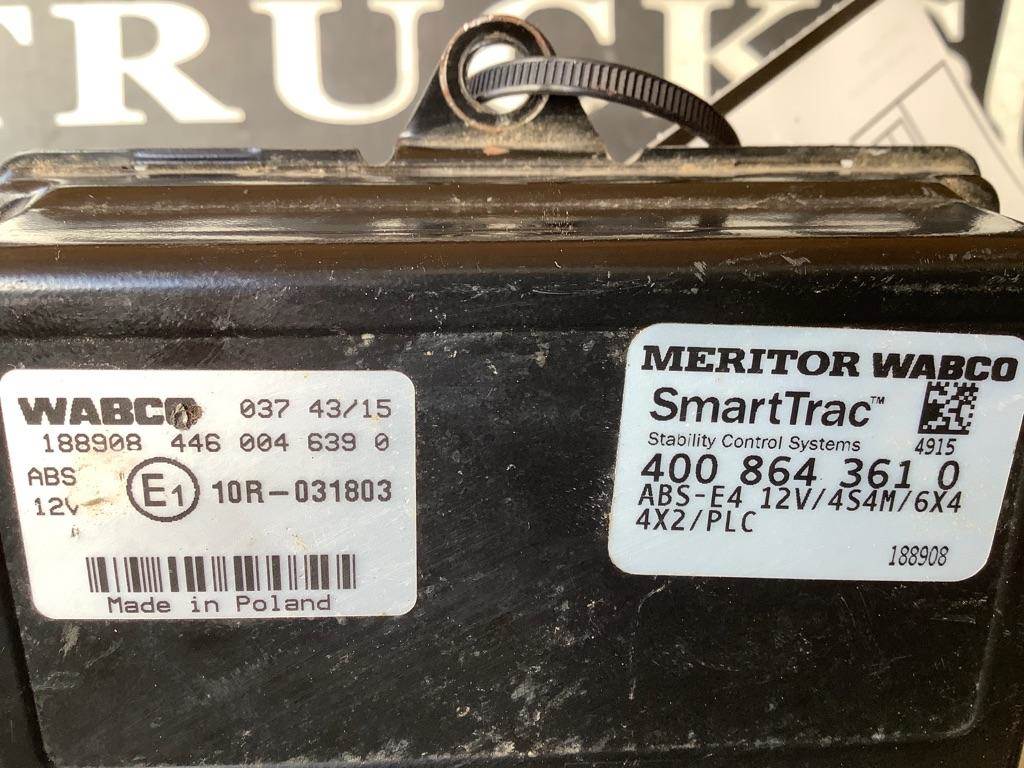 TRUCKS
WABCO 037 43/15
188908 446 004 639 0
ABS
12V
E1 10R-031803
Made in Poland
MERITOR WABCO
SmartTrac™
Stability Control Systems 4915
400 864 361 0
ABS-E4 12V/4S4M/6X4
4X2/PLC
188908